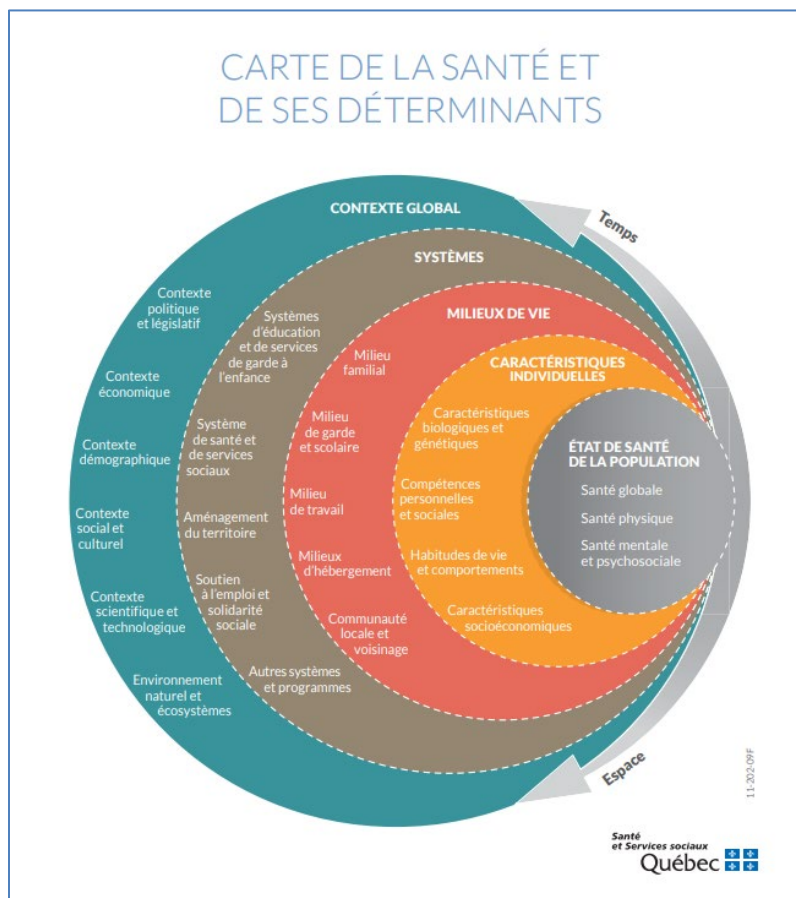 CARTE DE LA SANTÉ ET
DE SES DÉTERMINANTS
CONTEXTE GLOBAL
Contexte
politique
et législatif
Contexte
économique
Contexte
démographique
Contexte
social et
culturel
Contexte
scientifique et
technologique
Environnement
naturel et
écosystèmes
SYSTÈMES
Systèmes
d'éducation
et de services
de garde à
l'enfance
Système
de santé et
de services
sociaux
Aménagement
du territoire
Soutien
à l'emploi et
solidarité
sociale
Autres systèmes
et programmes
MILIEUX DE VIE
Milieu
familial
Milieu
de garde
et scolaire
Milieu
de travail
Milieux
d'hébergement
Communauté
locale et
voisinage
CARACTÉRISTIQUES
INDIVIDUELLES
Caractéristiques
biologiques et
génétiques
Compétences
personnelles
et sociales
Habitudes de vie
et comportements
Caractéristiques
socioéconomiques
ÉTAT DE SANTÉ
DE LA POPULATION
Santé globale
Santé physique
Santé mentale
et psychosociale
Temps
Espace
11-202-09F
Santé
et Services sociaux
Québec